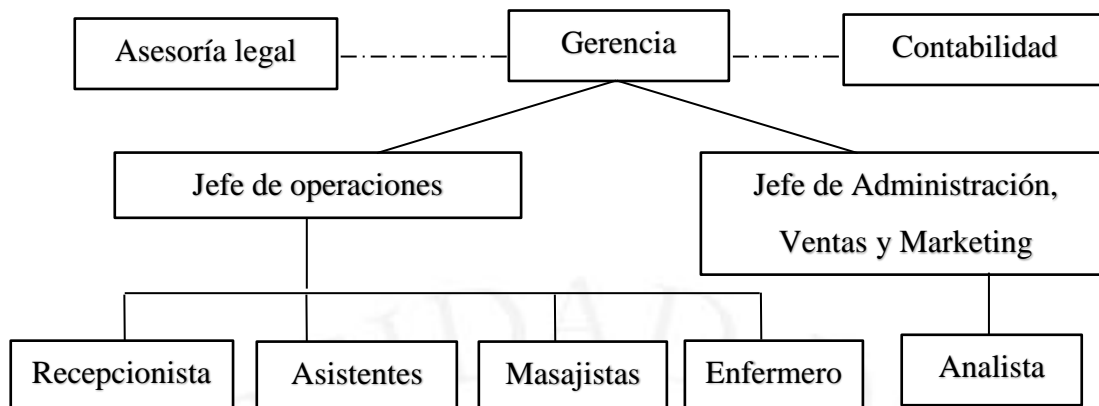 Asesoría legal
Gerencia
Contabilidad
Jefe de operaciones
Jefe de Administración,
Ventas y Marketing
Recepcionista
Asistentes
Masajistas
Enfermero
Analista